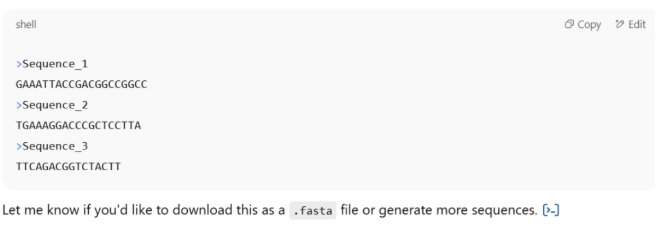 shell
Copy Edit
>Sequence_1
GAAATTACCGACGGCCGGCC
>Sequence_2
TGAAAGGACCCGCTCCTTA
>Sequence_3
TTCAGACGGTCTACTT
Let me know if you'd like to download this as a .fasta file or generate more sequences. [>-]